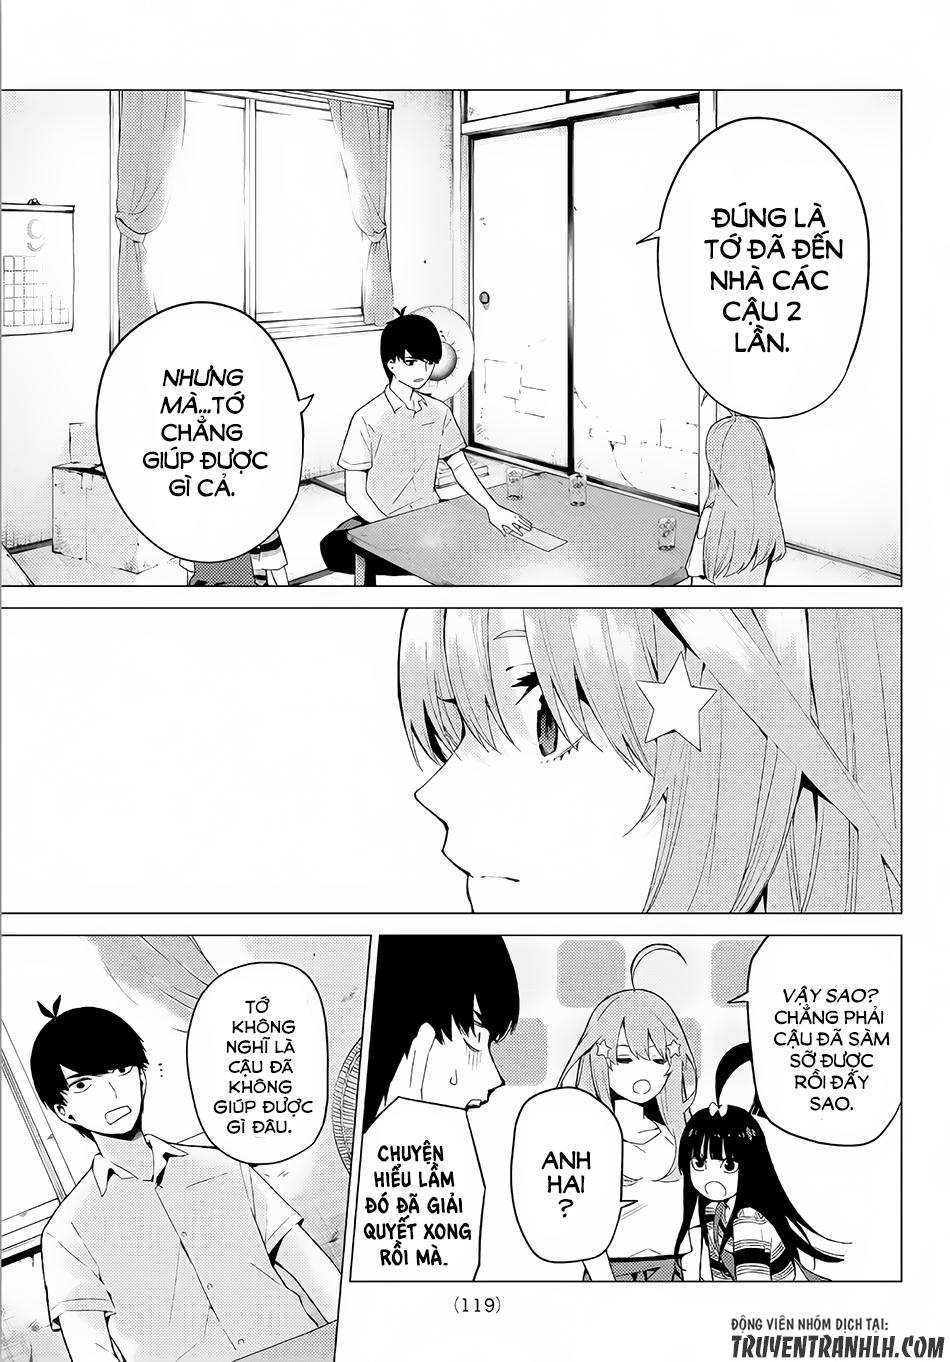 ĐÚNG LÀ
TỚ ĐÃ ĐẾN
NHÀ CÁC
CẬU 2
LẦN.
NHƯNG
MÀ...TỚ
CHẲNG
GIÚP ĐƯỢC
GÌ CẢ.
VẬY SAO?
CHẲNG PHẢI
CẬU ĐÃ SÀM
SỠ ĐƯỢC
RỒI ĐẤY
SAO.
ANH
HAI
?
CHUYỆN
HIỂU LẦM
ĐÓ ĐÃ GIẢI
QUYẾT XONG
RỒI MÀ.
TỚ
KHÔNG
NGHĨ LÀ
CẬU ĐÃ
KHÔNG
GIÚP ĐƯỢC
GÌ ĐÂU.
(119)
ĐỘNG VIÊN NHÓM DỊCH TẠI:
TRUYENTRANHLH.COM